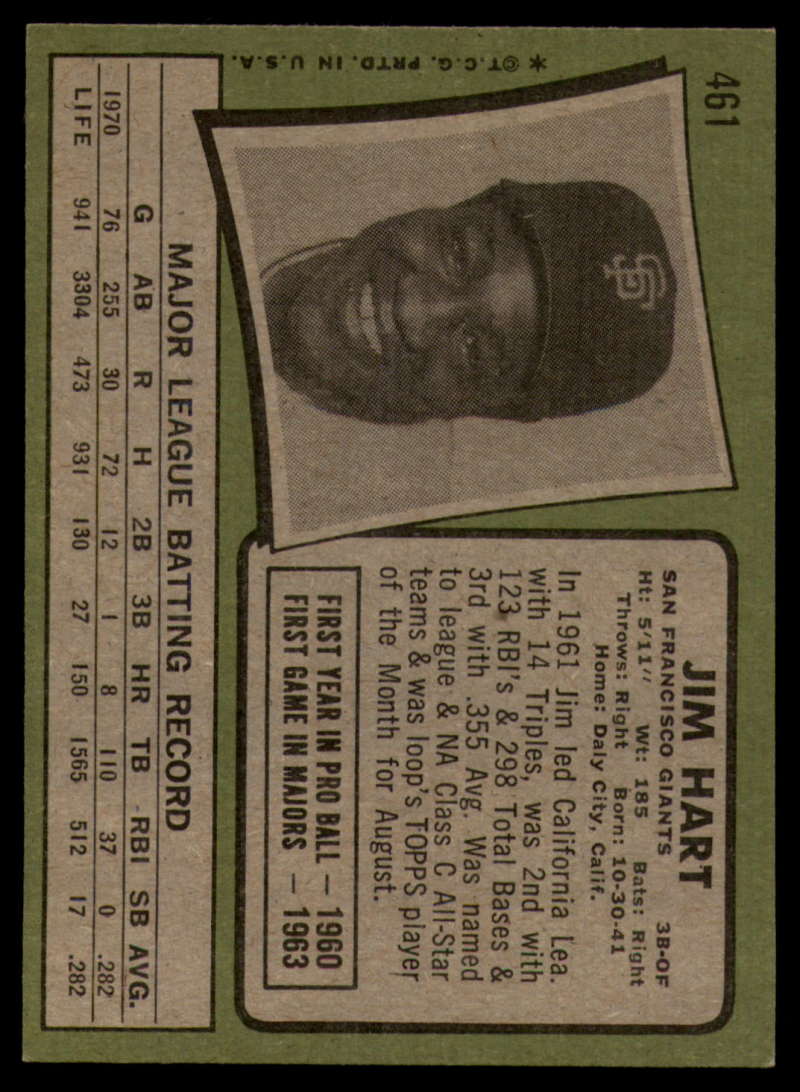 461
*©T.C.G. PRTD. IN U.S.A.
SF
JIM HART
SAN FRANCISCO GIANTS 3B-OF
Ht: 5'11" Wt: 185 Bats: Right
Throws: Right Born: 10-30-41
Home: Daly City, Calif.
In 1961 Jim led California Lea.
with 14 Triples, was 2nd with
123 RBI's & 298 Total Bases &
3rd with .355 Avg. Was named
to league & NA Class C All-Star
teams & was loop's TOPPS player
of the Month for August.
FIRST YEAR IN PRO BALL — 1960
FIRST GAME IN MAJORS — 1963
MAJOR LEAGUE BATTING RECORD
G AB R H 2B 3B HR TB RBI SB AVG.
1970 76 255 30 72 12 1 8 110 37 0 .282
LIFE 941 3304 473 931 130 27 150 1565 512 17 .282